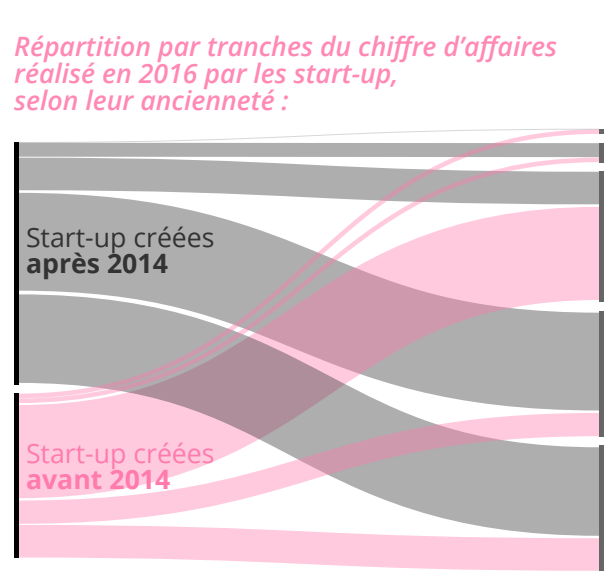 Répartition par tranches du chiffre d’affaires
réalisé en 2016 par les start-up,
selon leur ancienneté :
Start-up créées
après 2014
Start-up créées
avant 2014